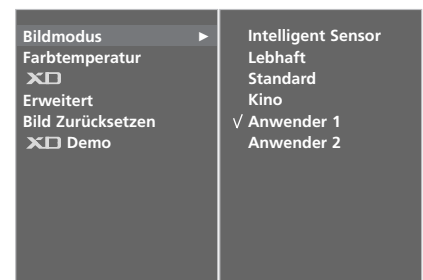 Bildmodus ►
Farbtemperatur
XD
Erweitert
Bild Zurücksetzen
XD Demo
Intelligent Sensor
Lebhaft
Standard
Kino
√ Anwender 1
Anwender 2